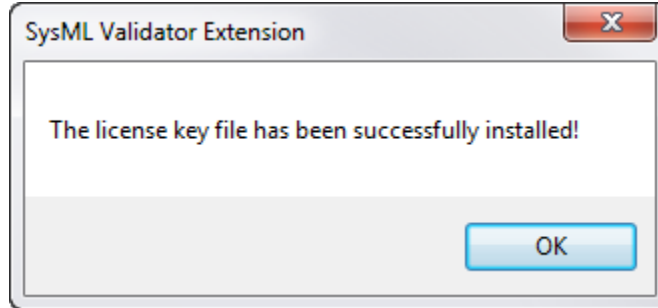 SysML Validator Extension
The license key file has been successfully installed!
OK